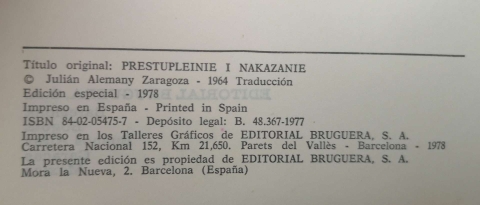 Título original: PRESTUPLEINIE I NAKAZANIE
© Julián Alemany Zaragoza - 1964 Traducción
Edición especial - 1978
Impreso en España - Printed in Spain
ISBN 84-02-05475-7 - Depósito legal: B. 48.367-1977
Impreso en los Talleres Gráficos de EDITORIAL BRUGUERA, S. A.
Carretera Nacional 152, Km 21,650. Parets del Vallès - Barcelona - 1978
La presente edición es propiedad de EDITORIAL BRUGUERA, S. A.
Mora la Nueva, 2. Barcelona (España)